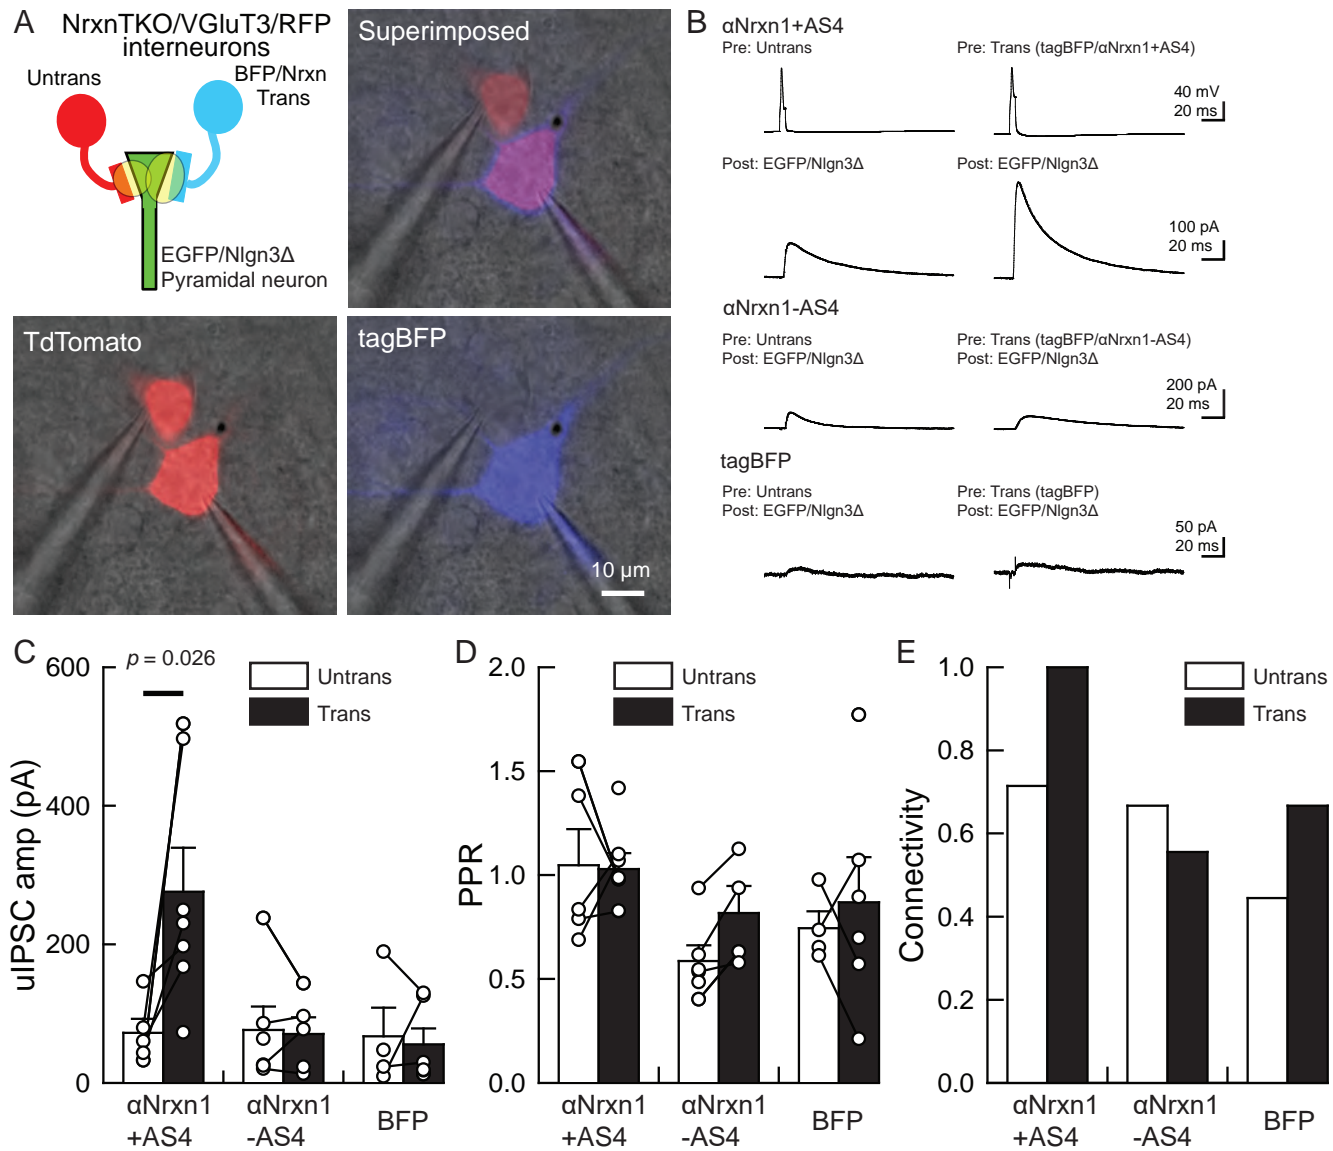 A
NrxnTKO/VGluT3/RFP
interneurons
Untrans
BFP/Nrxn
Trans
EGFP/Nlgn3Δ
Pyramidal neuron
Superimposed
TdTomato
tagBFP
10 µm
B
αNrxn1+AS4
Pre: Untrans
Pre: Trans (tagBFP/αNrxn1+AS4)
40 mV
20 ms
Post: EGFP/Nlgn3Δ
Post: EGFP/Nlgn3Δ
100 pA
20 ms
αNrxn1-AS4
Pre: Untrans
Post: EGFP/Nlgn3Δ
Pre: Trans (tagBFP/αNrxn1-AS4)
Post: EGFP/Nlgn3Δ
200 pA
20 ms
tagBFP
Pre: Untrans
Post: EGFP/Nlgn3Δ
Pre: Trans (tagBFP)
Post: EGFP/Nlgn3Δ
50 pA
20 ms
C
p = 0.026
Untrans
Trans
uIPSC amp (pA)
600
400
200
0
αNrxn1
+AS4
αNrxn1
-AS4
BFP
D
Untrans
Trans
PPR
2.0
1.5
1.0
0.5
0.0
αNrxn1
+AS4
αNrxn1
-AS4
BFP
E
Untrans
Trans
Connectivity
1.0
0.8
0.6
0.4
0.2
0.0
αNrxn1
+AS4
αNrxn1
-AS4
BFP